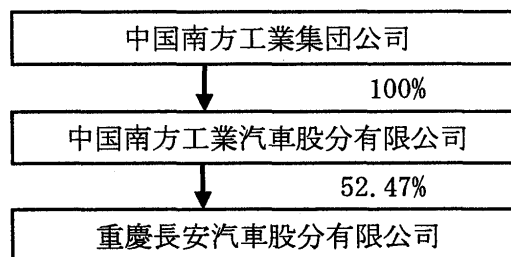 中国南方工業集団公司
100%
中国南方工業汽車股分有限公司
52.47%
重慶長安汽車股分有限公司